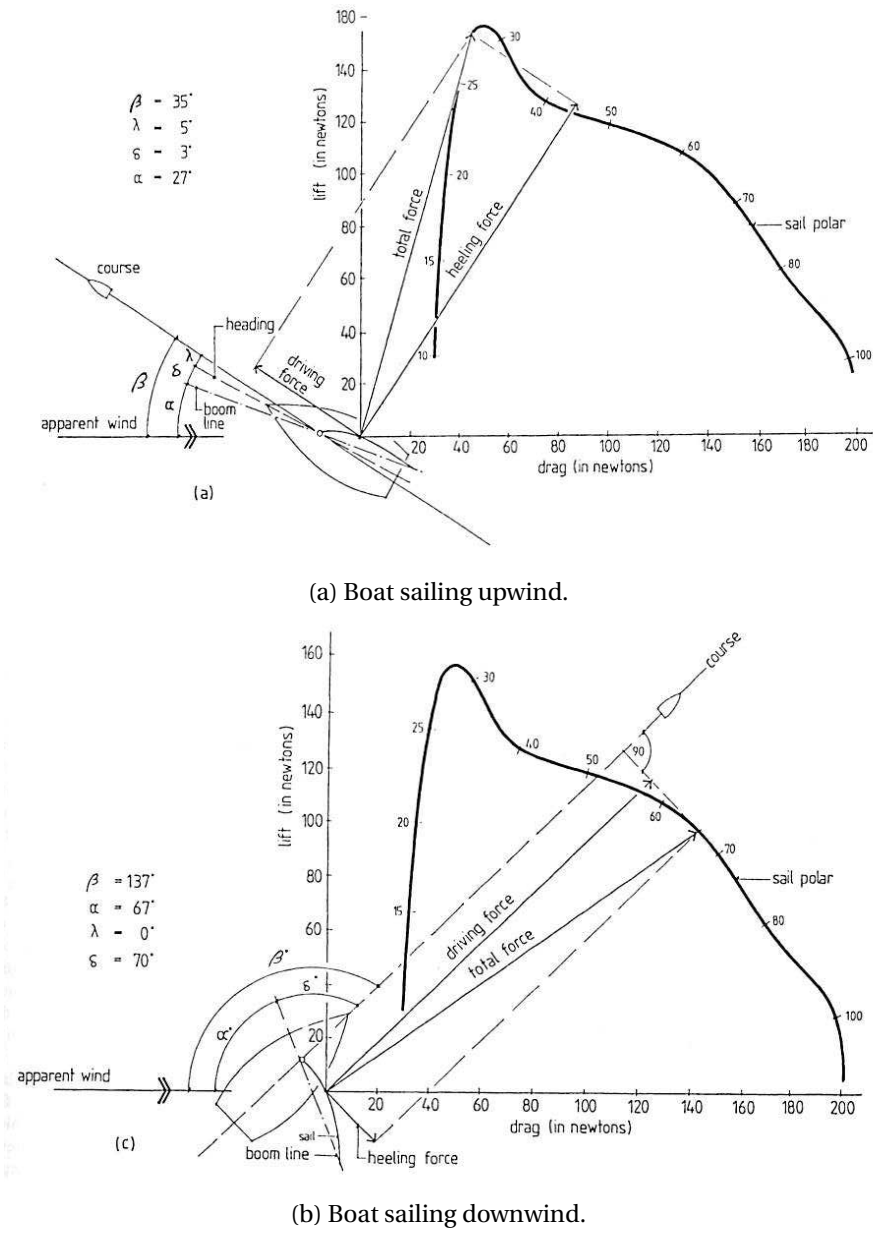 180
140
120
100
80
60
40
20
lift (in newtons)
β - 35°
λ - 5°
δ - 3°
α - 27°
30
25
40
50
60
20
70
sail polar
15
80
10
100
total force
heeling force
course
heading
λ
δ
β
α
driving
force
boom
line
apparent wind
20
40
60
80
100
120
140
160
200
drag (in newtons)
(a)
(a) Boat sailing upwind.
160
140
120
100
80
60
20
lift (in newtons)
course
90
30
25
40
50
60
20
70
sail polar
15
80
100
β = 137°
α = 67°
λ - 0°
δ = 70°
driving force
total force
β°
δ°
α°
apparent wind
20
40
60
80
100
120
140
160
180
200
drag (in newtons)
(c)
sail
boom line
heeling force
(b) Boat sailing downwind.